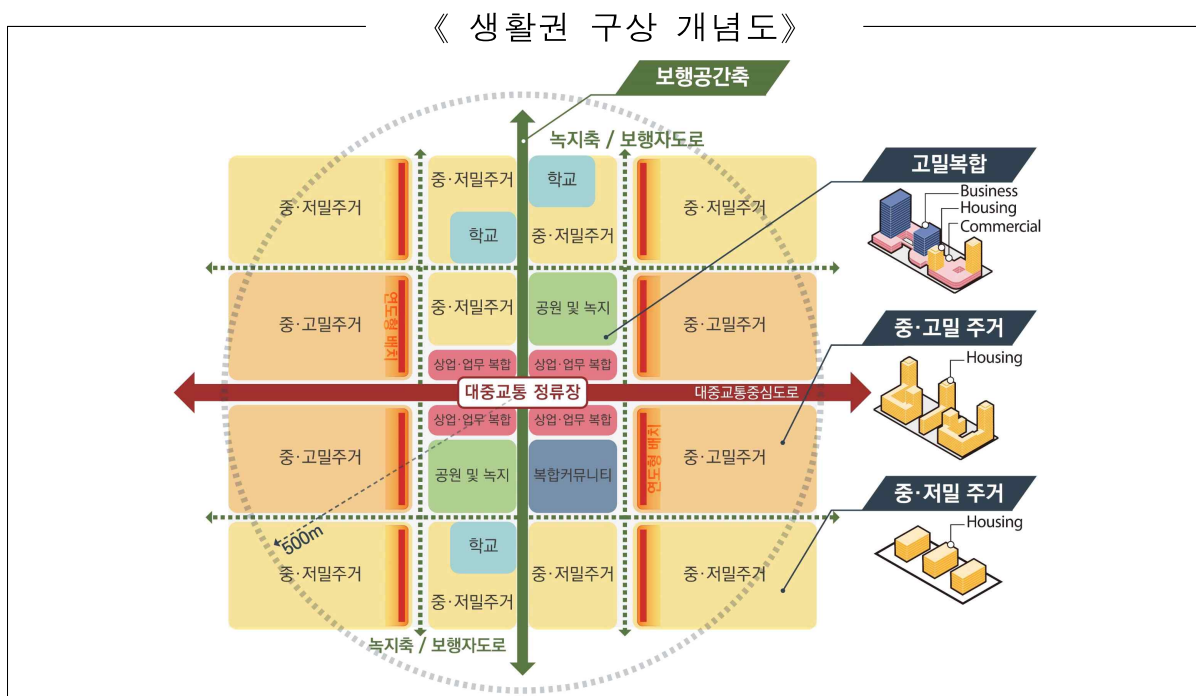 《 생활권 구상 개념도》
보행공간축
녹지축 / 보행자도로
중·저밀주거
중·저밀주거
학교
학교
중·저밀주거
중·저밀주거
고밀복합
Business
Housing
Commercial
중·고밀주거
연도형 배치
중·저밀주거
공원 및 녹지
중·고밀주거
상업·업무 복합
상업·업무 복합
중·고밀 주거
Housing
대중교통 정류장
대중교통중심도로
상업·업무 복합
상업·업무 복합
중·고밀주거
공원 및 녹지
복합커뮤니티
연도형 배치
중·고밀주거
중·저밀 주거
Housing
500m
중·저밀주거
학교
중·저밀주거
중·저밀주거
중·저밀주거
녹지축 / 보행자도로